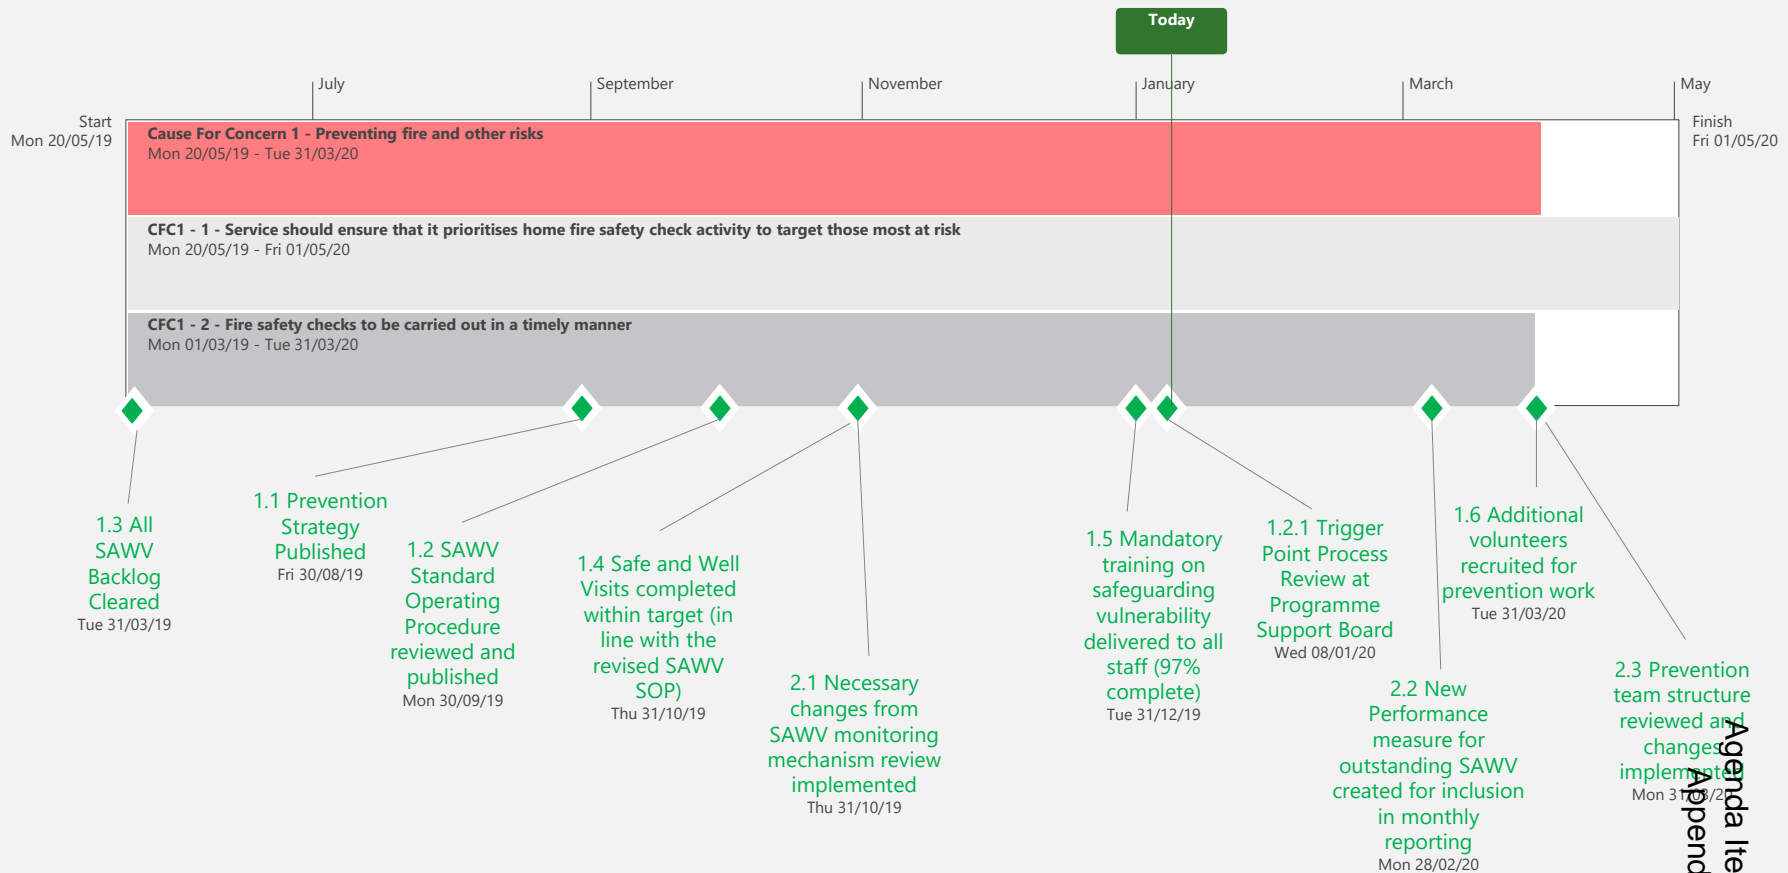 Today
July
September
November
January
March
May
Start
Mon 20/05/19
Finish
Fri 01/05/20
Cause For Concern 1 - Preventing fire and other risks
Mon 20/05/19 - Tue 31/03/20
CFC1 - 1 - Service should ensure that it prioritises home fire safety check activity to target those most at risk
Mon 20/05/19 - Fri 01/05/20
CFC1 - 2 - Fire safety checks to be carried out in a timely manner
Mon 01/03/19 - Tue 31/03/20
1.3 All
SAWV
Backlog
Cleared
Tue 31/03/19
1.1 Prevention
Strategy
Published
Fri 30/08/19
1.2 SAWV
Standard
Operating
Procedure
reviewed and
published
Mon 30/09/19
1.4 Safe and Well
Visits completed
within target (in
line with the
revised SAWV
SOP)
Thu 31/10/19
2.1 Necessary
changes from
SAWV monitoring
mechanism review
implemented
Thu 31/10/19
1.5 Mandatory
training on
safeguarding
vulnerability
delivered to all
staff (97%
complete)
Tue 31/12/19
1.2.1 Trigger
Point Process
Review at
Programme
Support Board
Wed 08/01/20
2.2 New
Performance
measure for
outstanding SAWV
created for inclusion
in monthly
reporting
Mon 28/02/20
1.6 Additional
volunteers
recruited for
prevention work
Tue 31/03/20
2.3 Prevention
team structure
reviewed and
changes
implemented
Mon 31/03/20
Agenda Ite
Append